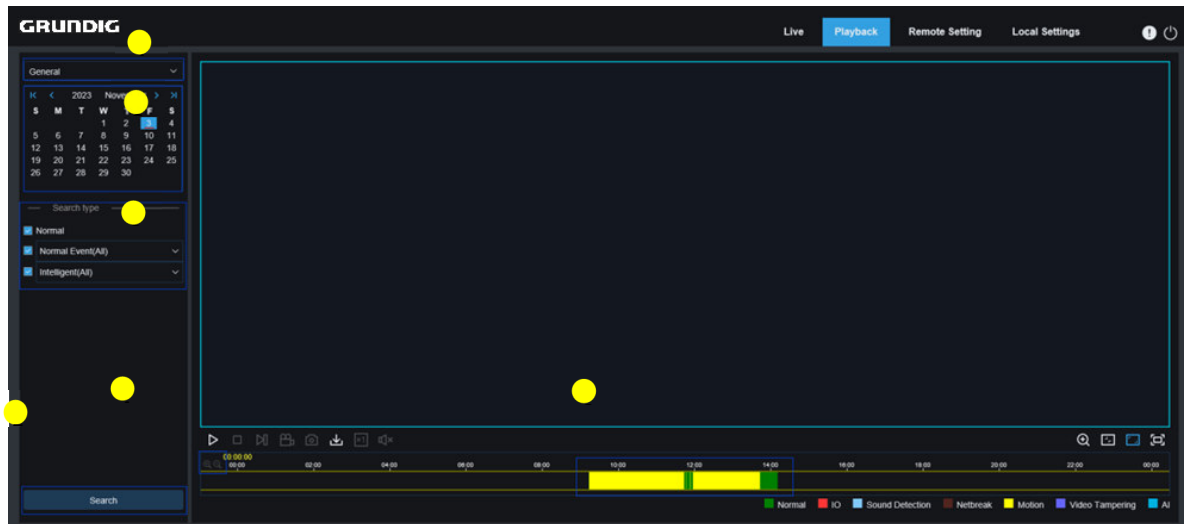 GRUNDIG
Live Playback Remote Setting Local Settings
General
2023
S M T W F S
1 2 3 4
5 6 7 8 9 10 11
12 13 14 15 16 17 18
19 20 21 22 23 24 25
26 27 28 29 30
Search type
Normal
Normal Event(All)
Intelligent(All)
Search
00:00:00
00:00 02:00 04:00 06:00 08:00 10:00 12:00 14:00 16:00 18:00 20:00 22:00 00:00
Normal IO Sound Detection Netbreak Motion Video Tampering AI